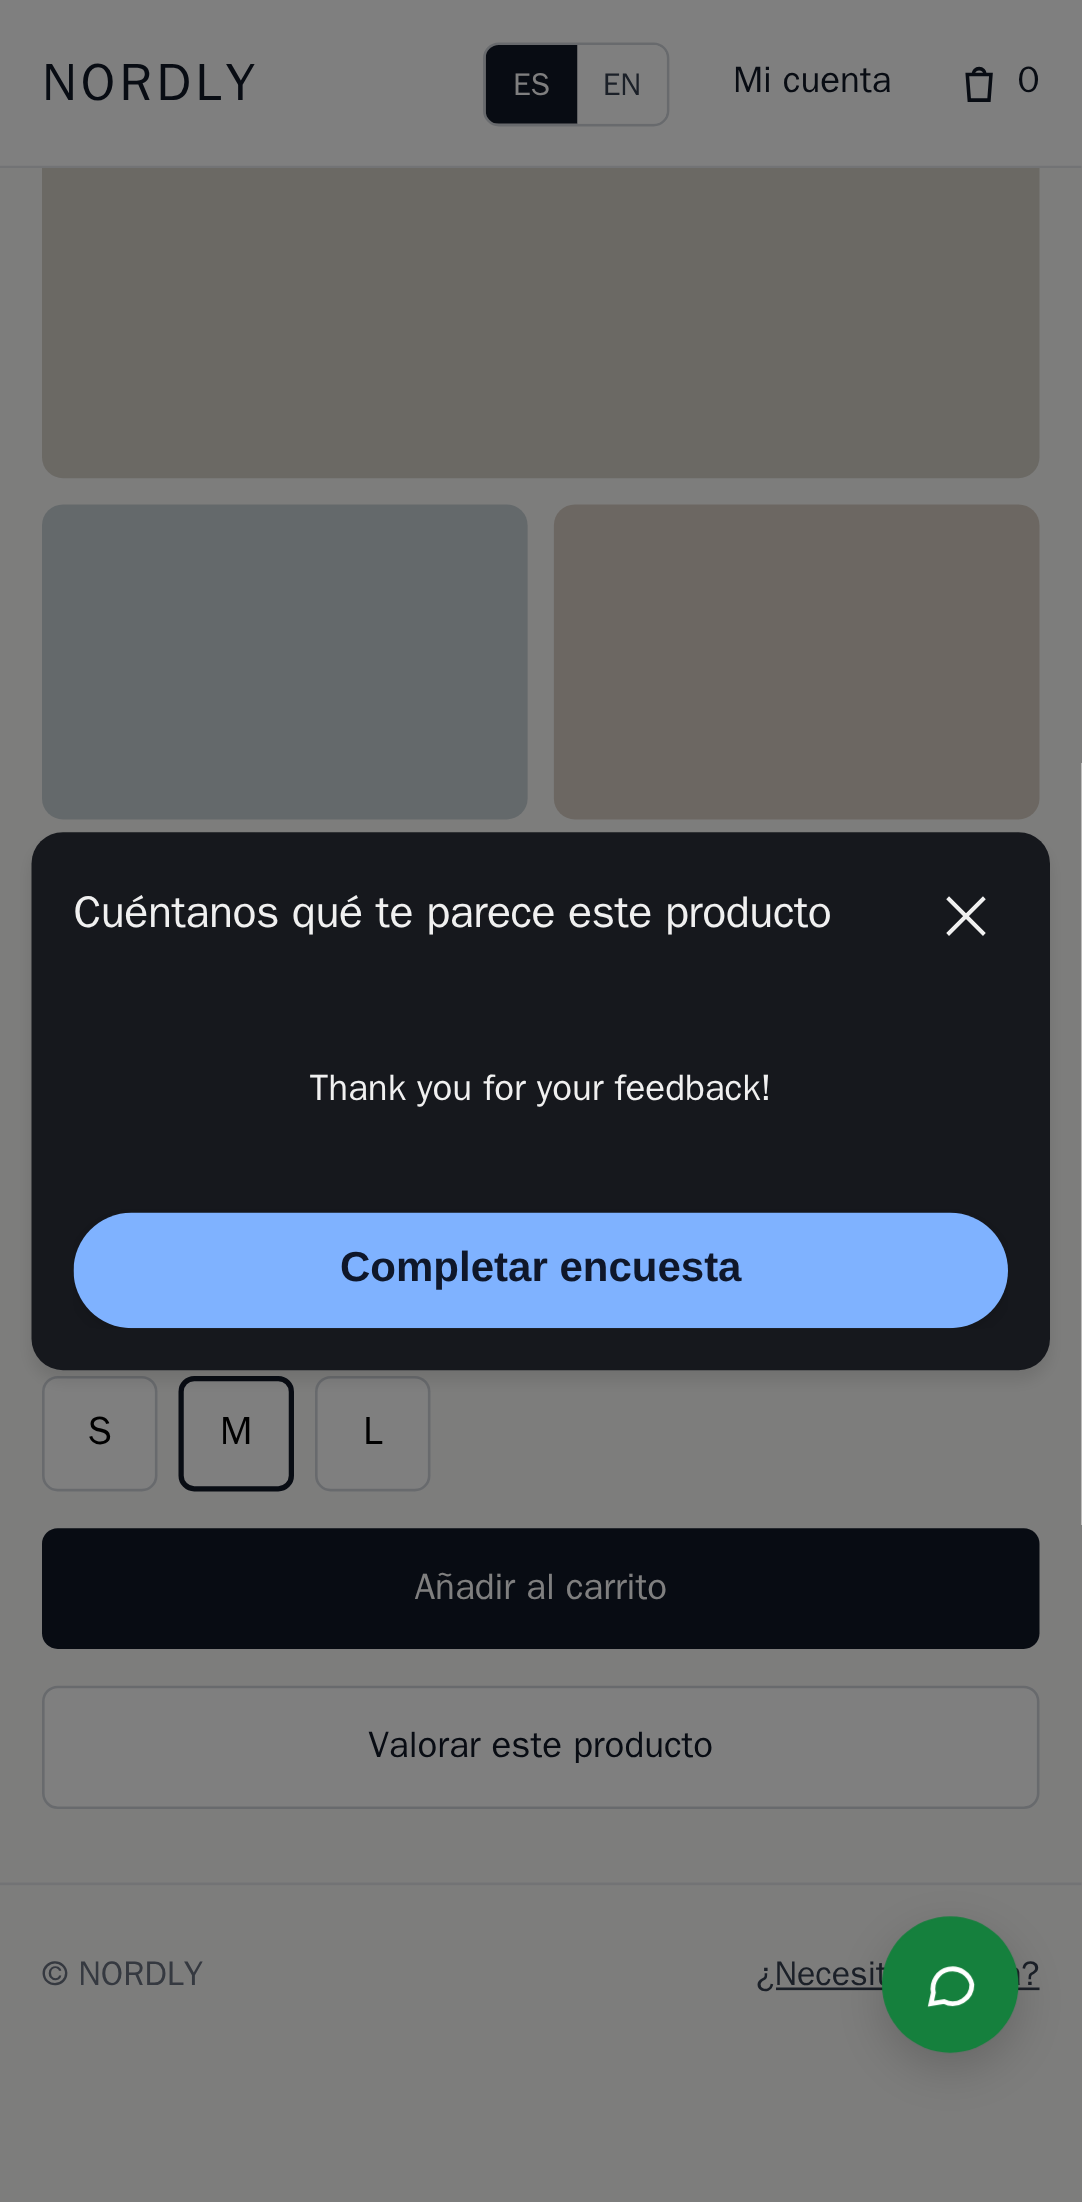 NORDLY
ES
EN
Mi cuenta
0
Cuéntanos qué te parece este producto
Thank you for your feedback!
Completar encuesta
S
M
L
Añadir al carrito
Valorar este producto
© NORDLY